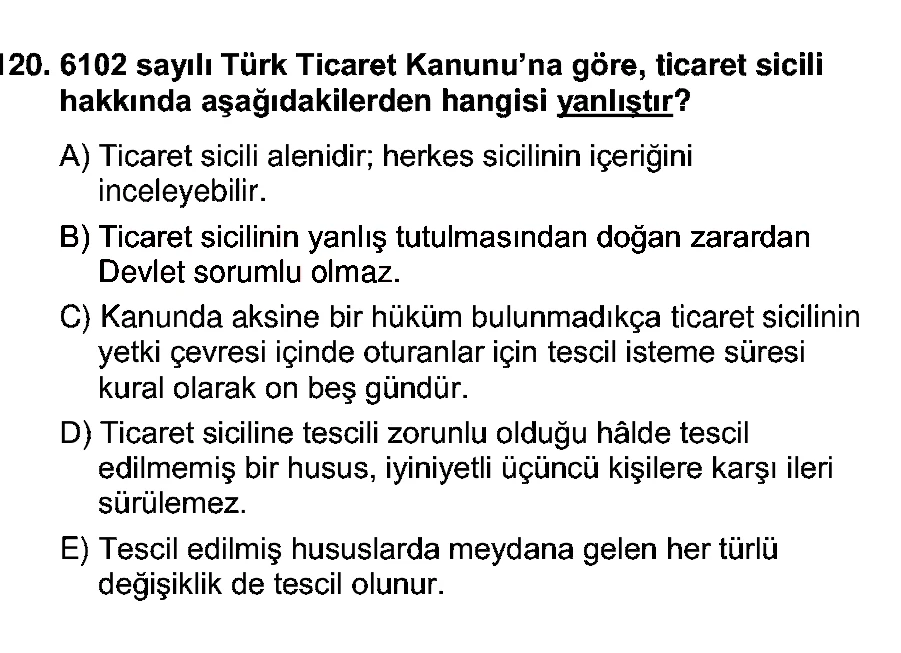 120. 6102 sayılı Türk Ticaret Kanunu’na göre, ticaret sicili
hakkında aşağıdakilerden hangisi yanlıştır?
A) Ticaret sicili alenidir; herkes sicilinin içeriğini
inceleyebilir.
B) Ticaret sicilinin yanlış tutulmasından doğan zarardan
Devlet sorumlu olmaz.
C) Kanunda aksine bir hüküm bulunmadıkça ticaret sicilinin
yetki çevresi içinde oturanlar için tescil isteme süresi
kural olarak on beş gündür.
D) Ticaret siciline tescili zorunlu olduğu hâlde tescil
edilmemiş bir husus, iyiniyetli üçüncü kişilere karşı ileri
sürülemez.
E) Tescil edilmiş hususlarda meydana gelen her türlü
değişiklik de tescil olunur.